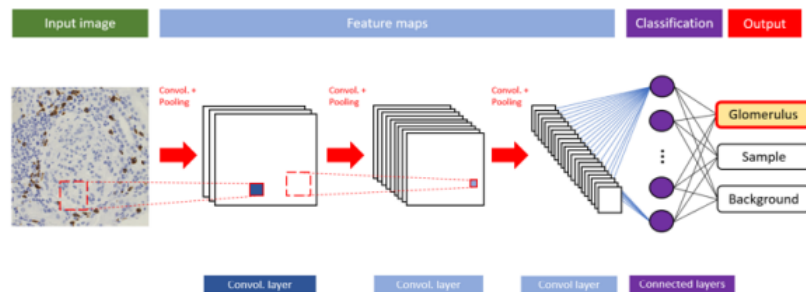 Input image
Feature maps
Classification
Output
Convol. +
Pooling
Convol. +
Pooling
Convol. +
Pooling
Glomerulus
Sample
...
Background
Convol. layer
Convol. layer
Convol layer
Connected layers